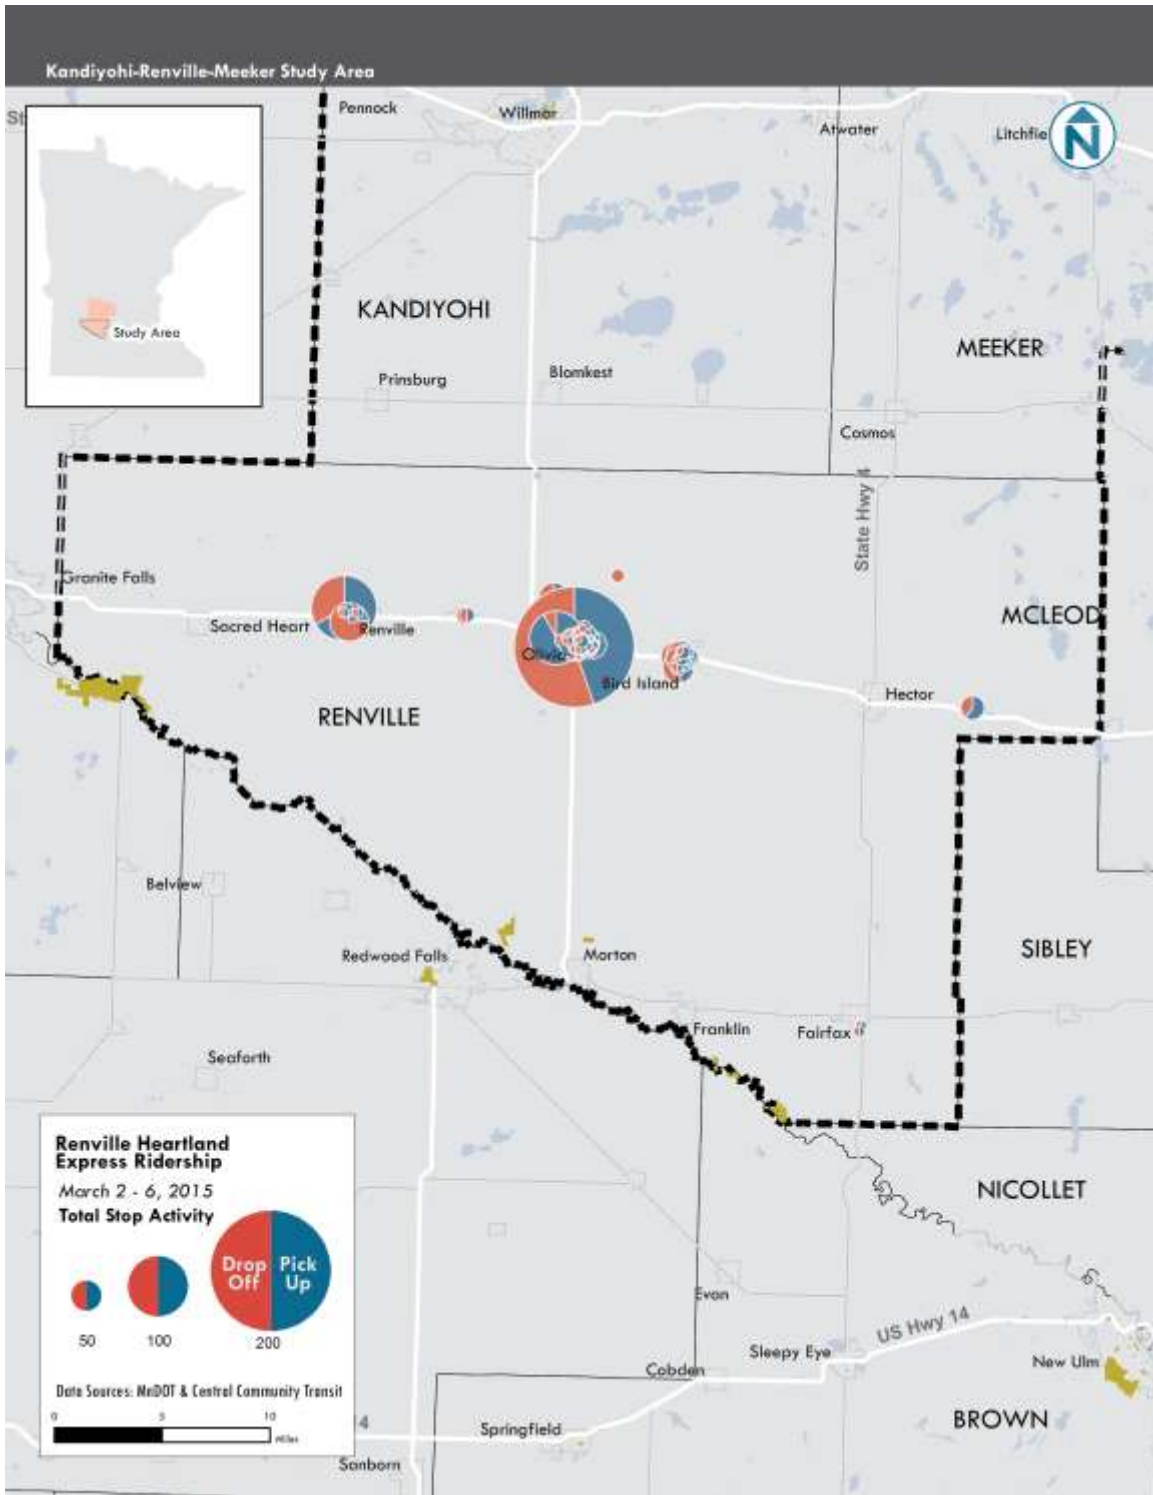 Kandiyohi-Renville-Meeker Study Area
St
Pennock
Willmar
Atwater
Litchfie
N
Study Area
KANDIYOHI
MEEKER
Prinsburg
Blomkest
Cosmos
State Hwy 4
Granite Falls
Sacred Heart
Renville
Olivia
Bird Island
MCLEOD
Hector
RENVILLE
Belview
Redwood Falls
Morton
SIBLEY
Franklin
Fairfax
Seaforth
Renville Heartland
Express Ridership
March 2 - 6, 2015
Total Stop Activity
Drop Off
Pick Up
50
100
200
Data Sources: MnDOT & Central Community Transit
0
5
10
Miles
NICOLLET
Evan
US Hwy 14
Sleepy Eye
New Ulm
Cobden
BROWN
4
Springfield
Sanborn